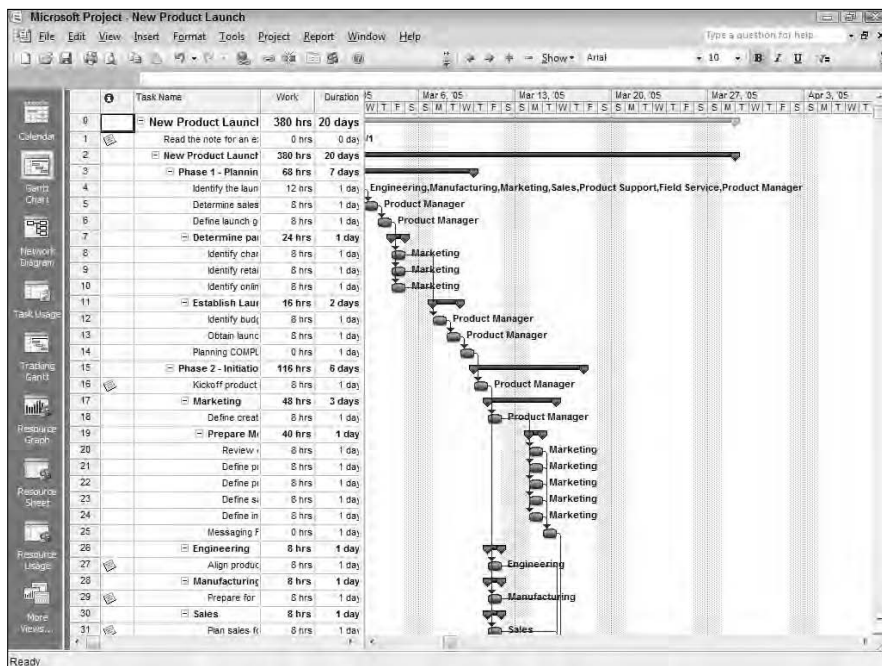 Microsoft Project - New Product Launch
File Edit View Insert Format Tools Project Report Window Help Type a question for help
Show Arial 10 B I U
Task Name Work Duration Mar 6, '05 Mar 13, '05 Mar 20, '05 Mar 27, '05 Apr 3, '05
W T F S S M T W T F S S M T W T F S S M T W T F S S M T W T F S S M T W T
0 New Product Launch 380 hrs 20 days
1 Read the note for an e 0 hrs 0 day /1
2 New Product Launch 380 hrs 20 days
3 Phase 1 - Plannin 68 hrs 7 days
4 Identify the laun 12 hrs 1 day Engineering,Manufacturing,Marketing,Sales,Product Support,Field Service,Product Manager
5 Determine sales 8 hrs 1 day Product Manager
6 Define launch g 8 hrs 1 day Product Manager
7 Determine par 24 hrs 1 day
8 Identify char 8 hrs 1 day Marketing
9 Identify retai 8 hrs 1 day Marketing
10 Identify onlin 8 hrs 1 day Marketing
11 Establish Laur 16 hrs 2 days
12 Identify budg 8 hrs 1 day Product Manager
13 Obtain launc 8 hrs 1 day Product Manager
14 Planning COMPL 0 hrs 1 day
15 Phase 2 - Initiatio 116 hrs 6 days
16 Kickoff product 8 hrs 1 day Product Manager
17 Marketing 48 hrs 3 days
18 Define creat 8 hrs 1 day Product Manager
19 Prepare M 40 hrs 1 day
20 Review 8 hrs 1 day Marketing
21 Define p 8 hrs 1 day Marketing
22 Define p 8 hrs 1 day Marketing
23 Define s 8 hrs 1 day Marketing
24 Define in 8 hrs 1 day Marketing
25 Messaging F 0 hrs 1 day
26 Engineering 8 hrs 1 day
27 Align produc 8 hrs 1 day Engineering
28 Manufacturing 8 hrs 1 day
29 Prepare for 8 hrs 1 day Manufacturing
30 Sales 8 hrs 1 day
31 Plan sales f 8 hrs 1 day Sales
Calendar
Gantt Chart
Network Diagram
Task Usage
Tracking Gantt
Resource Graph
Resource Sheet
Resource Usage
More Views...
Ready